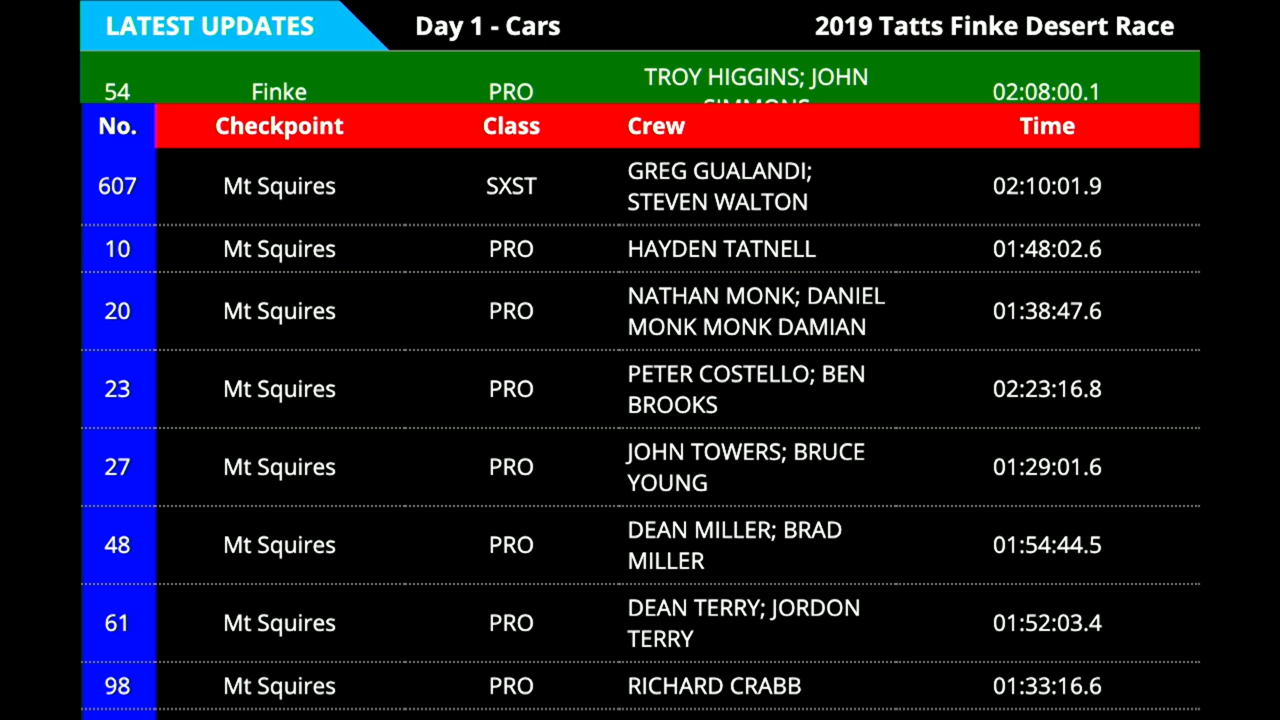 LATEST UPDATES Day 1 - Cars 2019 Tatts Finke Desert Race
54 Finke PRO TROY HIGGINS; JOHN 02:08:00.1
SIMMONS
No. Checkpoint Class Crew Time
607 Mt Squires SXST GREG GUALANDI; 02:10:01.9
STEVEN WALTON
10 Mt Squires PRO HAYDEN TATNELL 01:48:02.6
20 Mt Squires PRO NATHAN MONK; DANIEL 01:38:47.6
MONK MONK DAMIAN
23 Mt Squires PRO PETER COSTELLO; BEN 02:23:16.8
BROOKS
27 Mt Squires PRO JOHN TOWERS; BRUCE 01:29:01.6
YOUNG
48 Mt Squires PRO DEAN MILLER; BRAD 01:54:44.5
MILLER
61 Mt Squires PRO DEAN TERRY; JORDON 01:52:03.4
TERRY
98 Mt Squires PRO RICHARD CRABB 01:33:16.6